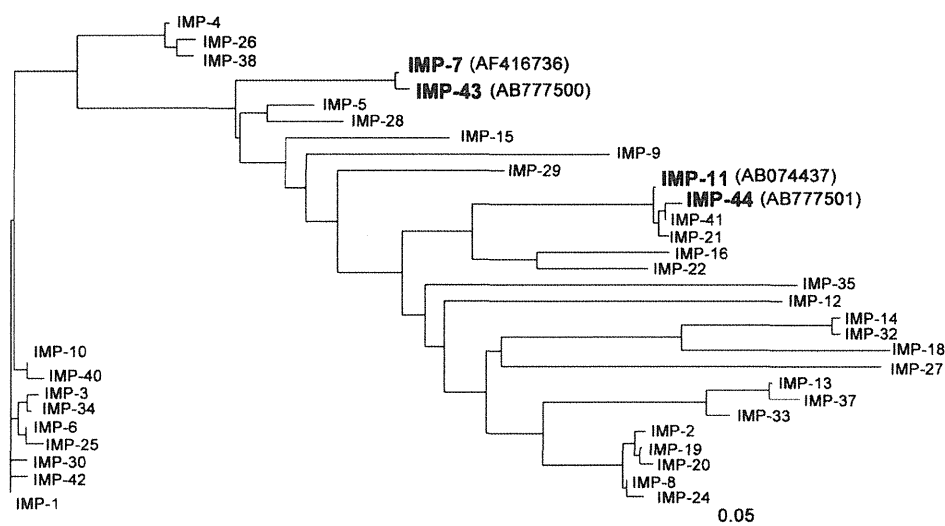 IMP-4
IMP-26
IMP-38
IMP-7 (AF416736)
IMP-43 (AB777500)
IMP-5
IMP-28
IMP-15
IMP-9
IMP-29
IMP-11 (AB074437)
IMP-44 (AB777501)
IMP-41
IMP-21
IMP-16
IMP-22
IMP-35
IMP-12
IMP-14
IMP-32
IMP-18
IMP-27
IMP-13
IMP-37
IMP-33
IMP-2
IMP-19
IMP-20
IMP-8
IMP-24
IMP-10
IMP-40
IMP-3
IMP-34
IMP-6
IMP-25
IMP-30
IMP-42
IMP-1
0.05